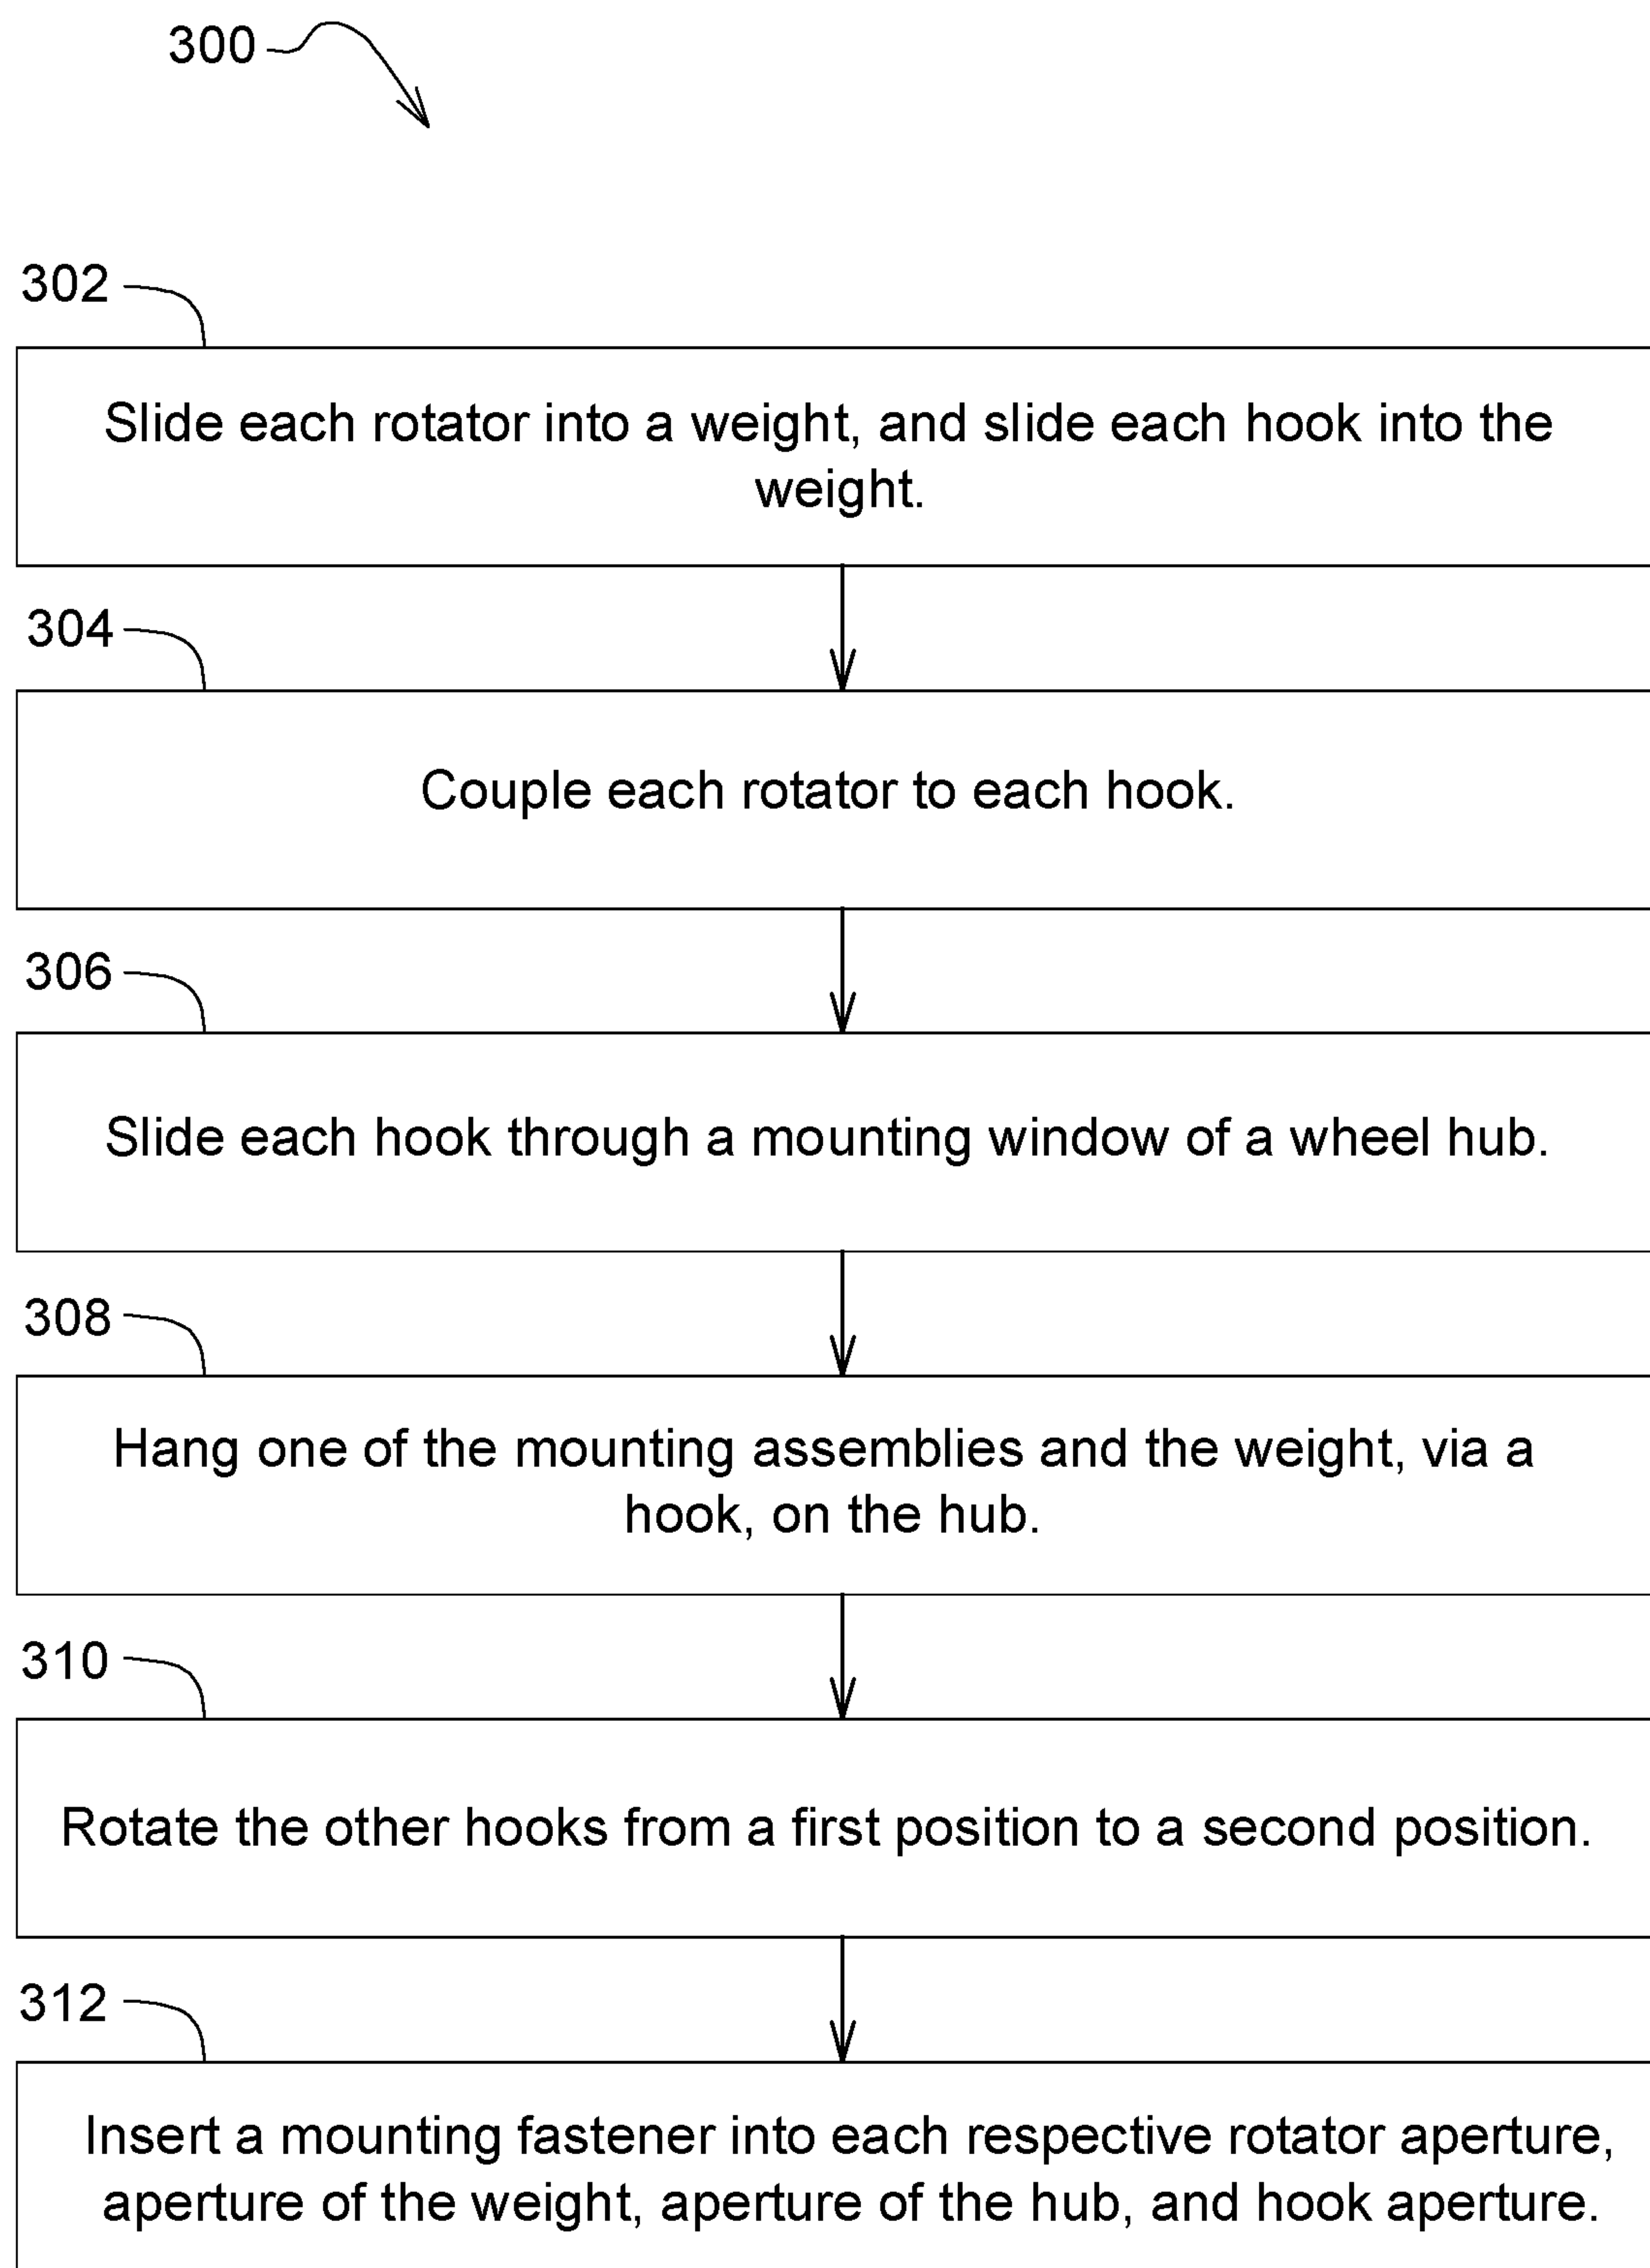 300
302
Slide each rotator into a weight, and slide each hook into the
weight.
304
Couple each rotator to each hook.
306
Slide each hook through a mounting window of a wheel hub.
308
Hang one of the mounting assemblies and the weight, via a
hook, on the hub.
310
Rotate the other hooks from a first position to a second position.
312
Insert a mounting fastener into each respective rotator aperture,
aperture of the weight, aperture of the hub, and hook aperture.